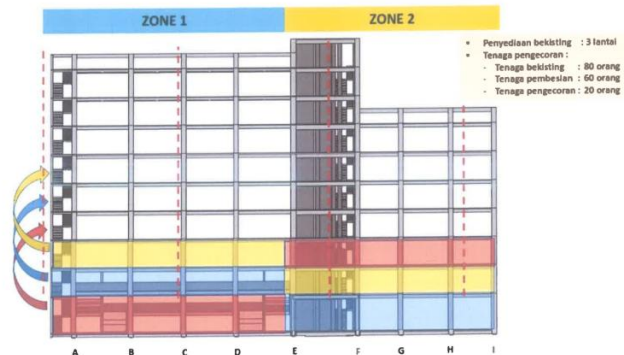 ZONE 1
ZONE 2
▪ Penyediaan bekisting : 3 lantai
▪ Tenaga pengecoran :
- Tenaga bekisting : 80 orang
- Tenaga pembesian : 60 orang
- Tenaga pengecoran : 20 orang
A B C D E F G H I